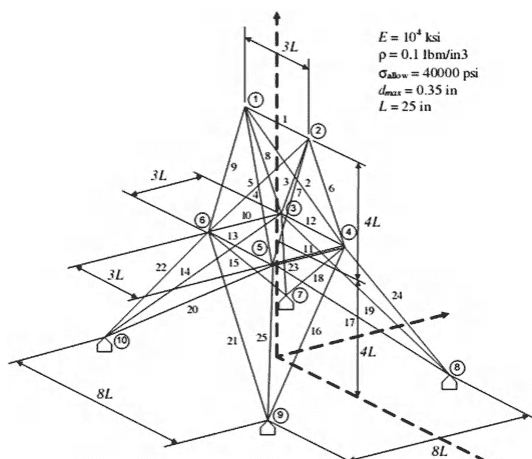 E = 10⁴ ksi
ρ = 0.1 lbm/in3
σallow = 40000 psi
dmax = 0.35 in
L = 25 in
3L
1
1
2
9
8
5
4
3
2
7
6
3L
3
6
10
12
4
4L
13
5
11
3L
22
14
15
23
7
18
24
20
19
17
16
10
21
25
4L
8
8L
9
8L